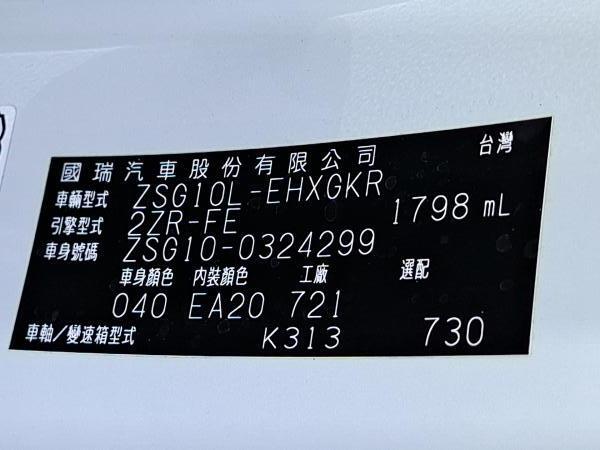 國瑞汽車股份有限公司 台灣
車輛型式 ZSG10L-EHXGKR
引擎型式 2ZR-FE 1798 mL
車身號碼 ZSG10-0324299
車身顏色 內裝顏色 工廠 選配
040 EA20 721
車軸/變速箱型式 K313 730